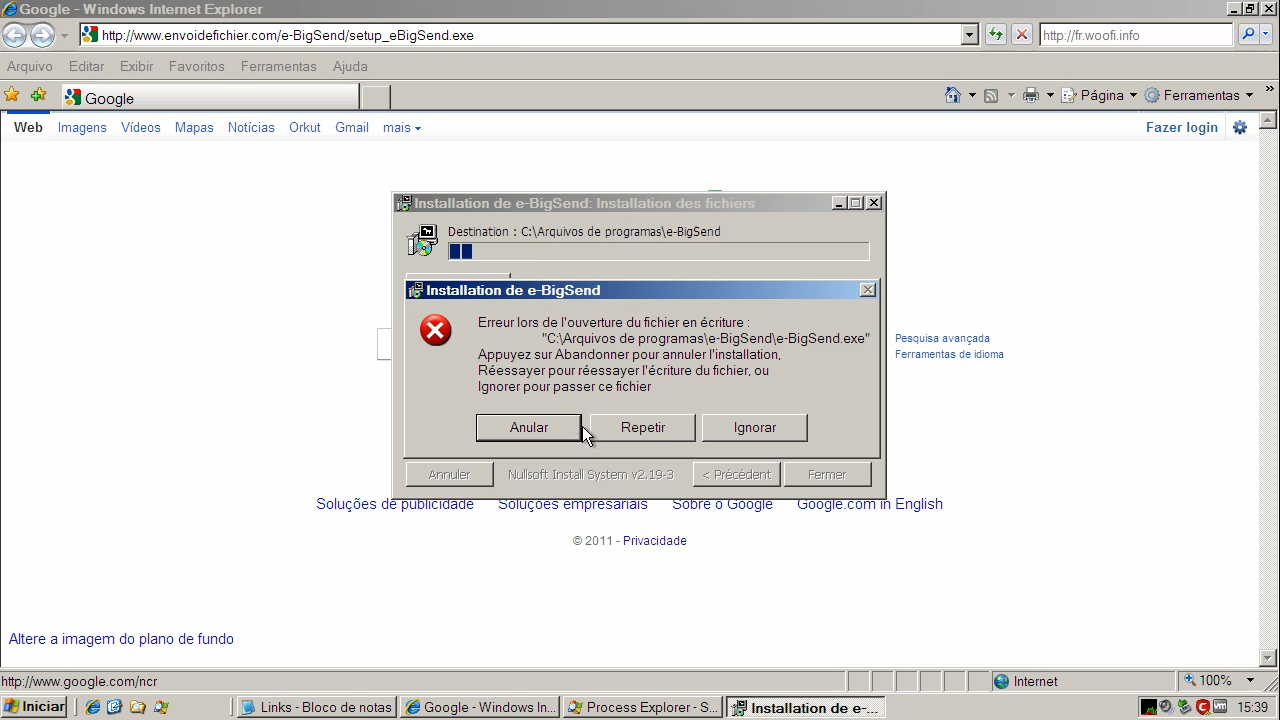 Google - Windows Internet Explorer
http://www.envoidefichier.com/e-BigSend/setup_eBigSend.exe
http://fr.woofi.info
Arquivo Editar Exibir Favoritos Ferramentas Ajuda
Google
Página Ferramentas »
Web Imagens Vídeos Mapas Notícias Orkut Gmail mais
Fazer login
Installation de e-BigSend: Installation des fichiers
Destination : C:\Arquivos de programas\e-BigSend
Installation de e-BigSend
Erreur lors de l'ouverture du fichier en écriture :
"C:\Arquivos de programas\e-BigSend\e-BigSend.exe"
Appuyez sur Abandonner pour annuler l'installation,
Réessayer pour réessayer l'écriture du fichier, ou
Ignorer pour passer ce fichier
Anular Repetir Ignorar
Annuler Nullsoft Install System v2.19-3 < Précédent Fermer
Pesquisa avançada
Ferramentas de idioma
Soluções de publicidade Soluções empresariais Sobre o Google Google.com in English
© 2011 - Privacidade
Altere a imagem do plano de fundo
http://www.google.com/ncr
Internet
100%
Iniciar
Links - Bloco de notas
Google - Windows In...
Process Explorer - S...
Installation de e-...
15:39